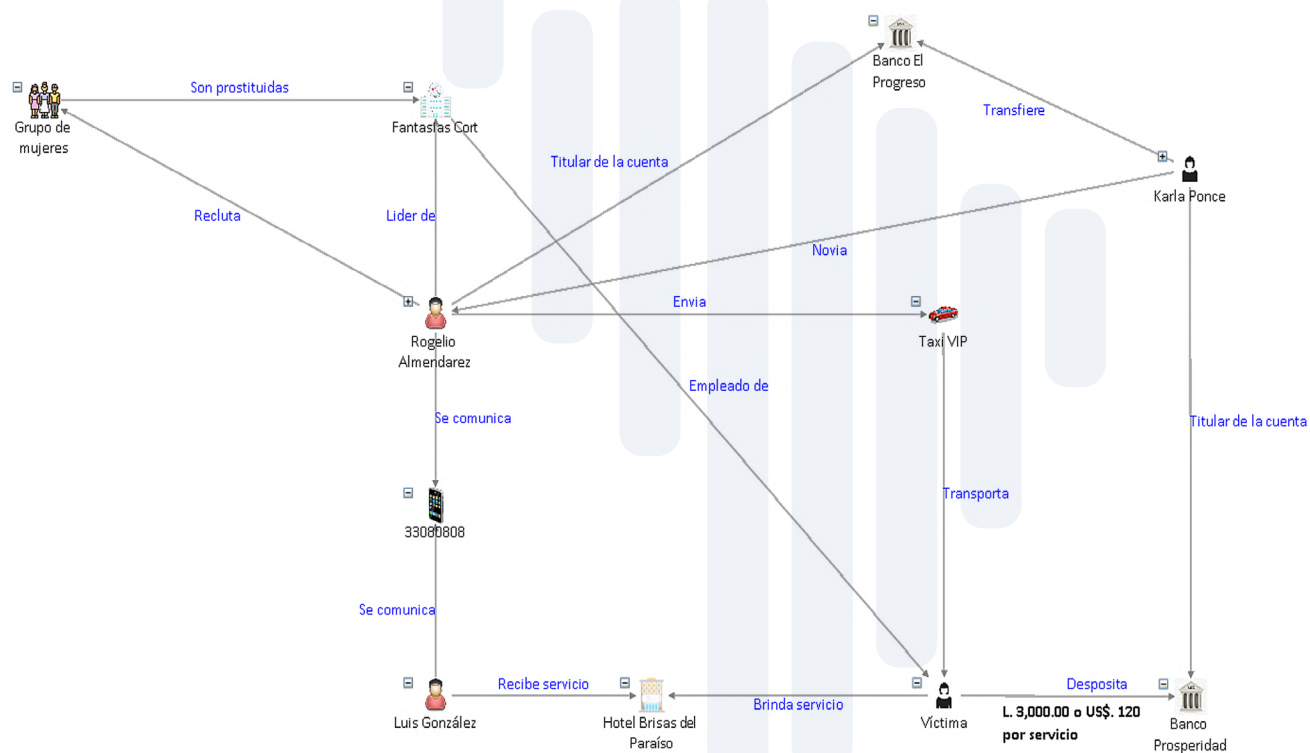 Banco El
Progreso
Son prostituidas
Transfiere
Grupo de
mujeres
Fantasías Cort
Titular de la cuenta
Karla Ponce
Recluta
Lider de
Novia
Envia
Rogelio
Almendarez
Taxi VIP
Empleado de
Se comunica
Titular de la cuenta
Transporta
33080808
Se comunica
Recibe servicio
Desposita
Brinda servicio
Luis González
Hotel Brisas del
Paraíso
Víctima
L. 3,000.00 o US$. 120
por servicio
Banco
Prosperidad